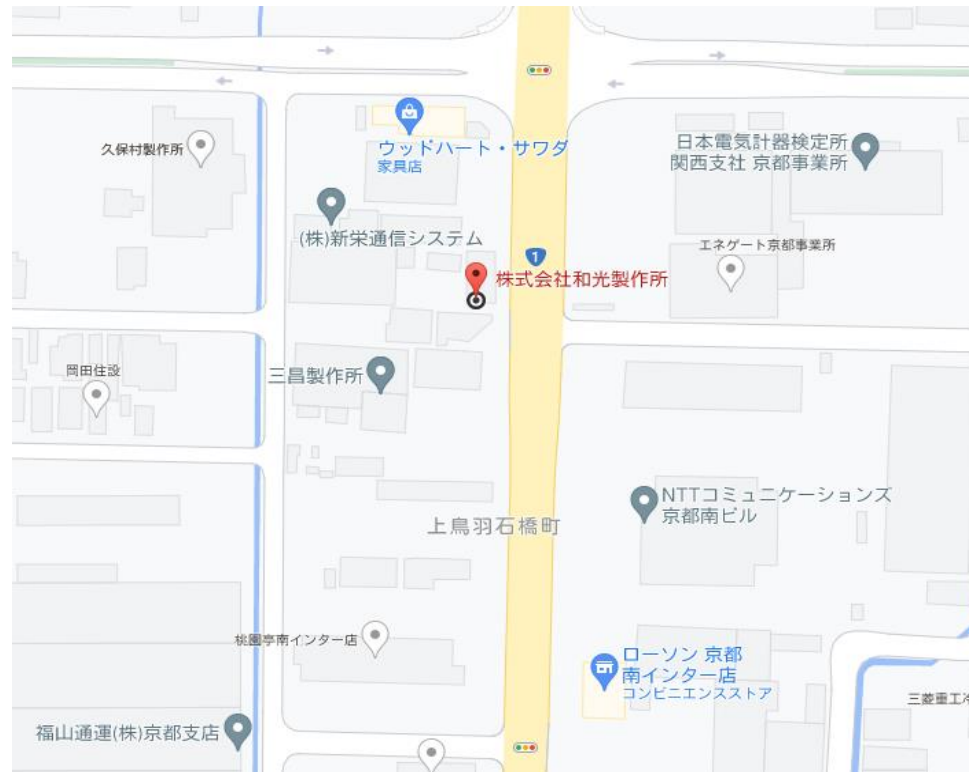 久保村製作所
ウッドハート・サワダ
家具店
日本電気計器検定所
関西支社 京都事業所
(株)新栄通信システム
エネゲート京都事業所
1
株式会社和光製作所
岡田住設
三昌製作所
NTTコミュニケーションズ
京都南ビル
上鳥羽石橋町
桃園亭南インター店
ローソン 京都
南インター店
コンビニエンスストア
三菱重工冷
福山通運(株)京都支店